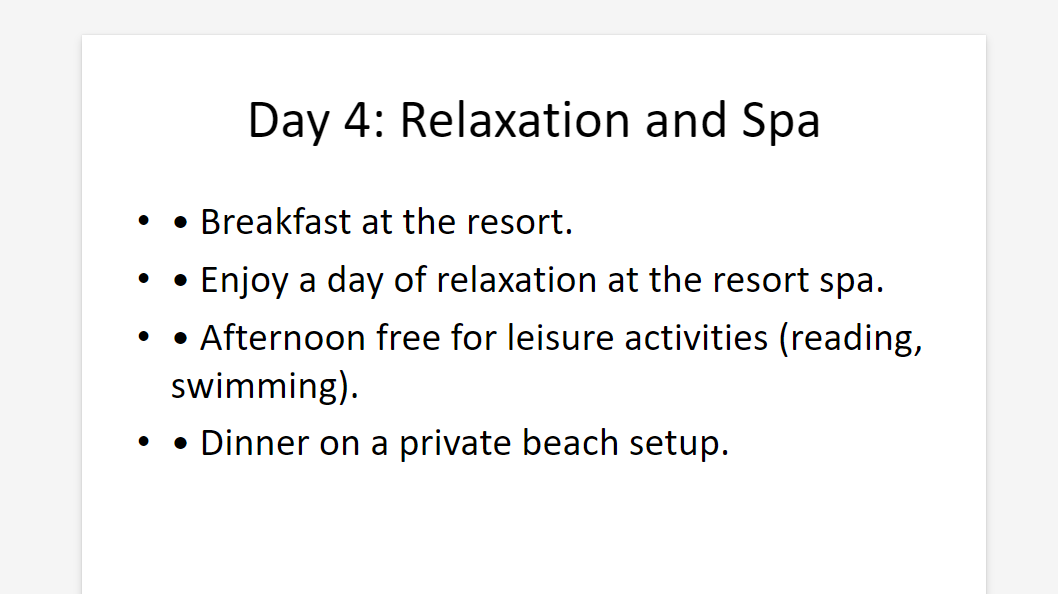 Day 4: Relaxation and Spa
• • Breakfast at the resort.
• • Enjoy a day of relaxation at the resort spa.
• • Afternoon free for leisure activities (reading,
swimming).
• • Dinner on a private beach setup.